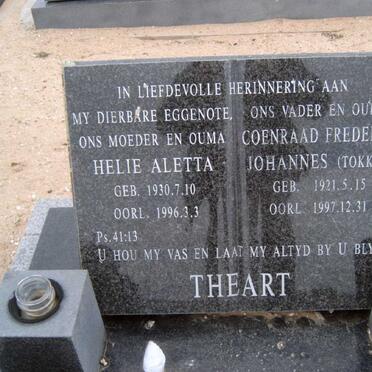 IN LIEFDEVOLLE HERINNERING AAN
MY DIERBARE EGGENOTE,
ONS MOEDER EN OUMA
HELIE ALETTA
GEB. 1930.7.10
OORL. 1996.3.3
ONS VADER EN OU
COENRAAD FREDE
JOHANNES (TOKK
GEB. 1921.5.15
OORL. 1997.12.31
Ps. 41:13
U HOU MY VAS EN LAAT MY ALTYD BY U BLY
THEART